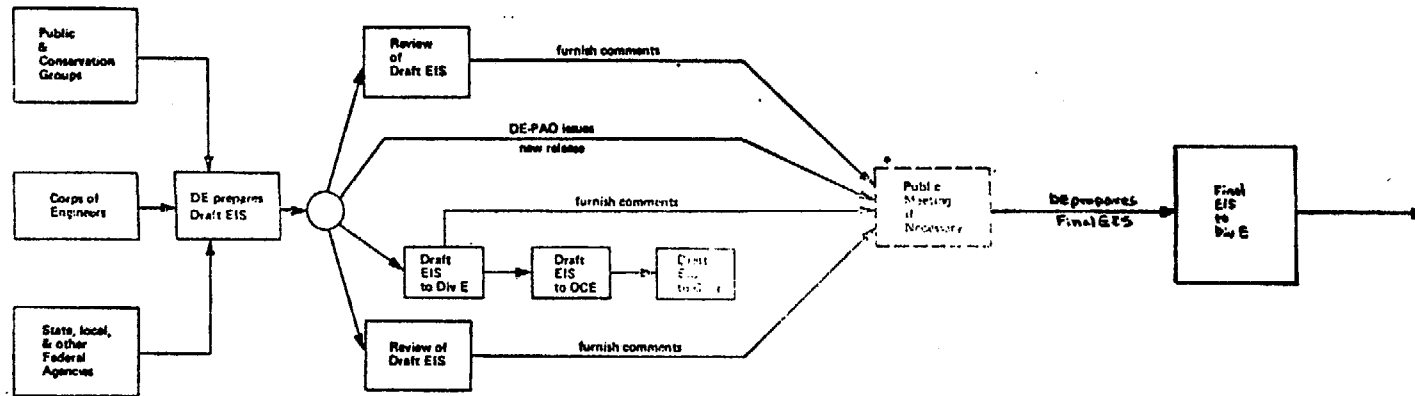 Public
&
Conservation
Groups
Corps of
Engineers
State, local,
& other
Federal
Agencies
DE prepares
Draft EIS
Review
of
Draft EIS
furnish comments
DE-PAO issues
new release
furnish comments
Draft
EIS
to Div E
Draft
EIS
to OCE
Draft
to
Review of
Draft EIS
furnish comments
Public
Meeting
if
Necessary
DE prepares
Final EIS
Final
EIS
to
Div E